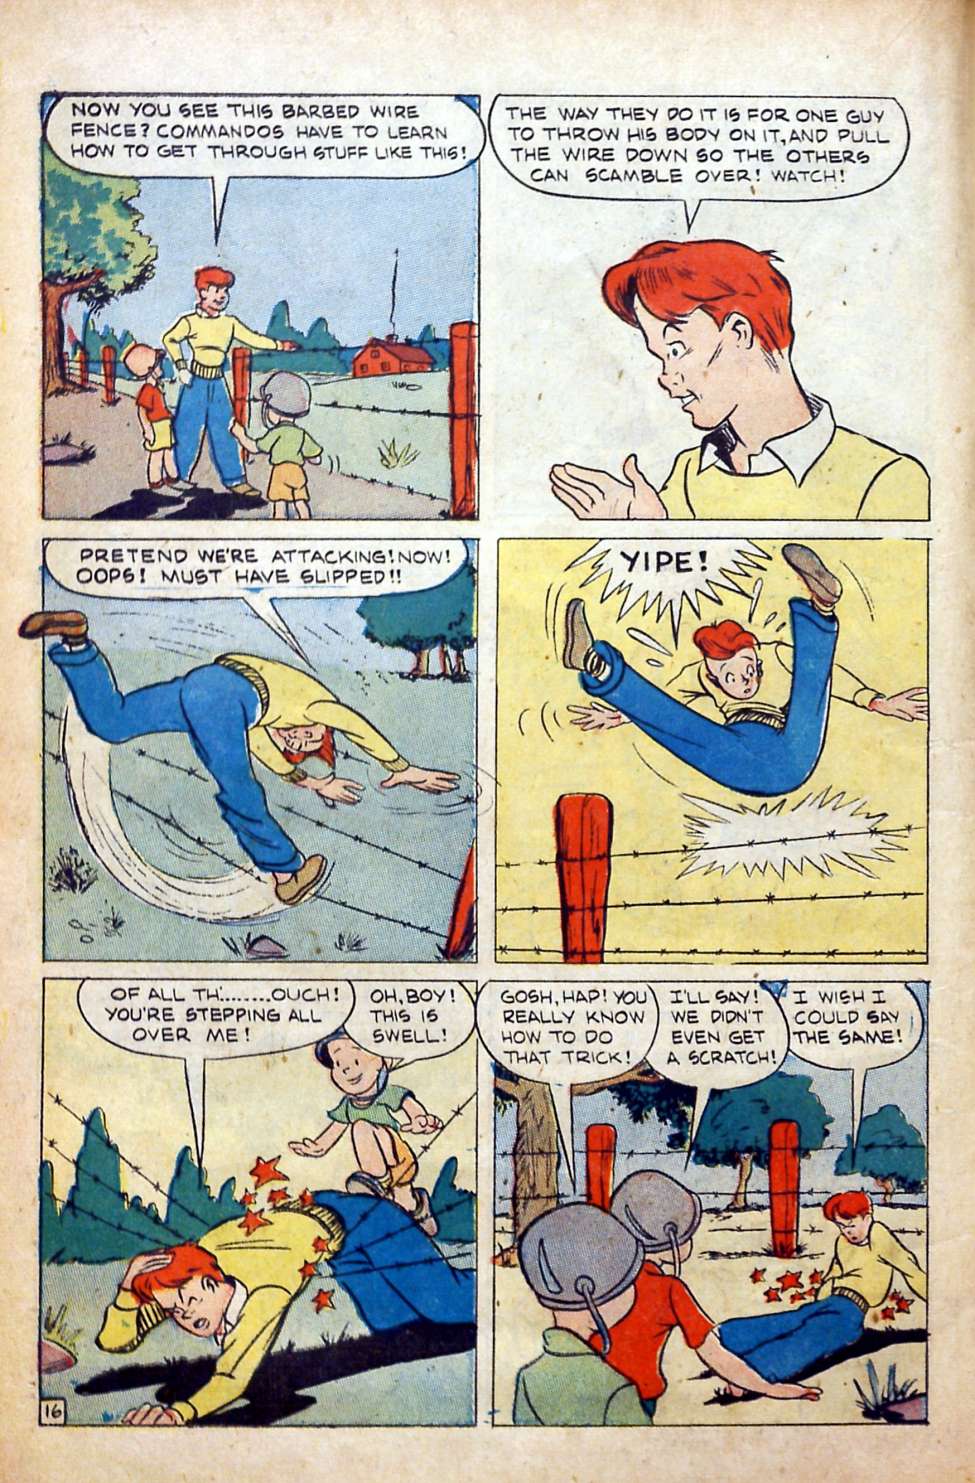 NOW YOU SEE THIS BARBED WIRE
FENCE? COMMANDOS HAVE TO LEARN
HOW TO GET THROUGH STUFF LIKE THIS!
THE WAY THEY DO IT IS FOR ONE GUY
TO THROW HIS BODY ON IT, AND PULL
THE WIRE DOWN SO THE OTHERS
CAN SCAMBLE OVER! WATCH!
PRETEND WE'RE ATTACKING! NOW!
OOPS! MUST HAVE SLIPPED!!
YIPE!
OF ALL TH'........OUCH!
YOU'RE STEPPING ALL
OVER ME!
OH, BOY!
THIS IS
SWELL!
GOSH, HAP! YOU
REALLY KNOW
HOW TO DO
THAT TRICK!
I'LL SAY!
WE DIDN'T
EVEN GET
A SCRATCH!
I WISH I
COULD SAY
THE SAME!
16